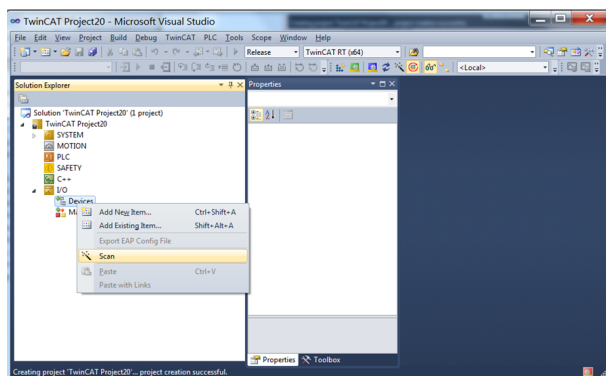 TwinCAT Project20 - Microsoft Visual Studio
File Edit View Project Build Debug TwinCAT PLC Tools Scope Window Help
Release TwinCAT RT (x64)
<Local>
Solution Explorer
Properties
Solution 'TwinCAT Project20' (1 project)
TwinCAT Project20
SYSTEM
MOTION
PLC
SAFETY
C++
I/O
Devices
Add New Item... Ctrl+Shift+A
Add Existing Item... Shift+Alt+A
Export EAP Config File
Scan
Paste Ctrl+V
Paste with Links
Properties Toolbox
Creating project 'TwinCAT Project20'... project creation successful.